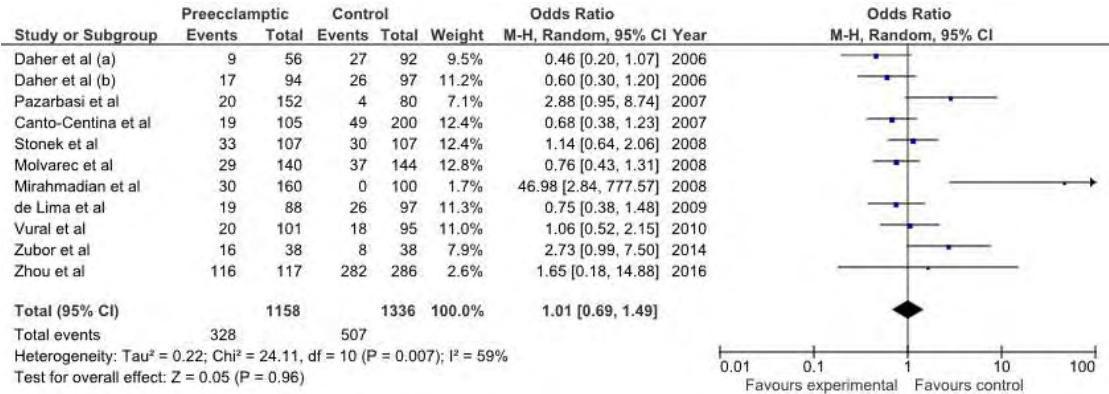 Preecclamptic Control Odds Ratio Odds Ratio
Study or Subgroup Events Total Events Total Weight M-H, Random, 95% CI Year M-H, Random, 95% CI
Daher et al (a) 9 56 27 92 9.5% 0.46 [0.20, 1.07] 2006
Daher et al (b) 17 94 26 97 11.2% 0.60 [0.30, 1.20] 2006
Pazarbasi et al 20 152 4 80 7.1% 2.88 [0.95, 8.74] 2007
Canto-Centina et al 19 105 49 200 12.4% 0.68 [0.38, 1.23] 2007
Stonek et al 33 107 30 107 12.4% 1.14 [0.64, 2.06] 2008
Molvarec et al 29 140 37 144 12.8% 0.76 [0.43, 1.31] 2008
Mirahmadian et al 30 160 0 100 1.7% 46.98 [2.84, 777.57] 2008
de Lima et al 19 88 26 97 11.3% 0.75 [0.38, 1.48] 2009
Vural et al 20 101 18 95 11.0% 1.06 [0.52, 2.15] 2010
Zubor et al 16 38 8 38 7.9% 2.73 [0.99, 7.50] 2014
Zhou et al 116 117 282 286 2.6% 1.65 [0.18, 14.88] 2016
Total (95% CI) 1158 1336 100.0% 1.01 [0.69, 1.49]
Total events 328 507
Heterogeneity: Tau² = 0.22; Chi² = 24.11, df = 10 (P = 0.007); I² = 59%
Test for overall effect: Z = 0.05 (P = 0.96)
0.01 0.1 1 10 100
Favours experimental Favours control